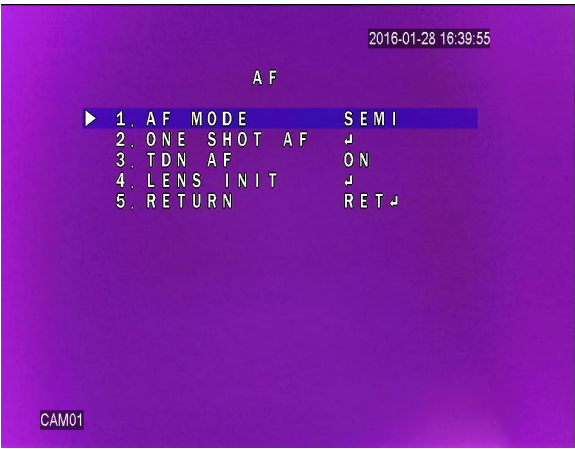 2016-01-28 16:39:55
AF
1. AF MODE SEMI
2. ONE SHOT AF ↲
3. TDN AF ON
4. LENS INIT ↲
5. RETURN RET↲
CAM01